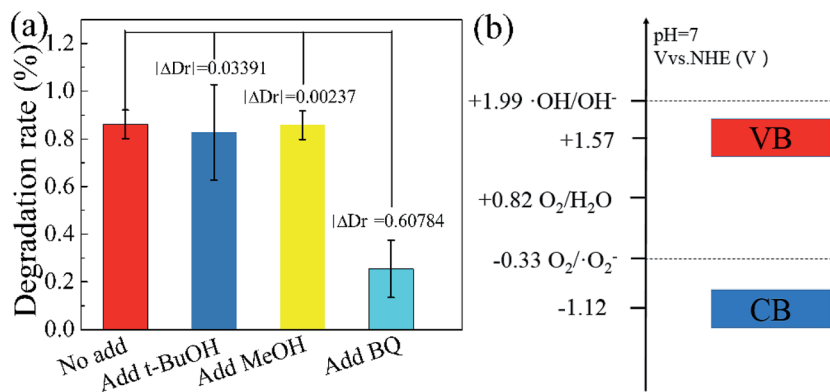 (a)
Degradation rate (%)
1.2
1.0
0.8
0.6
0.4
0.2
0.0
|ΔDr|=0.03391
|ΔDr|=0.00237
|ΔDr =0.60784
No add
Add t-BuOH
Add MeOH
Add BQ
(b)
pH=7
Vvs.NHE (V )
+1.99 ·OH/OH⁻
+1.57
+0.82 O₂/H₂O
-0.33 O₂/·O₂⁻
-1.12
VB
CB